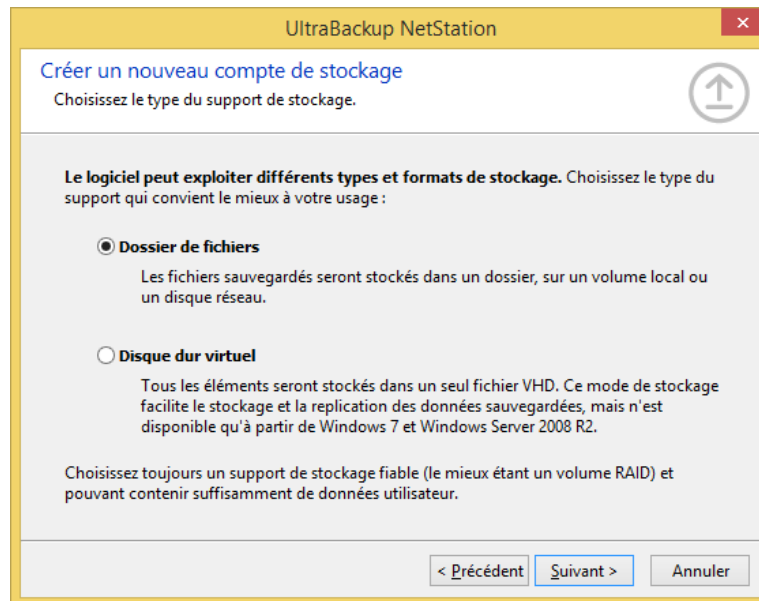 UltraBackup NetStation
Créer un nouveau compte de stockage
Choisissez le type du support de stockage.
Le logiciel peut exploiter différents types et formats de stockage. Choisissez le type du
support qui convient le mieux à votre usage :
Dossier de fichiers
Les fichiers sauvegardés seront stockés dans un dossier, sur un volume local ou
un disque réseau.
Disque dur virtuel
Tous les éléments seront stockés dans un seul fichier VHD. Ce mode de stockage
facilite le stockage et la replication des données sauvegardées, mais n'est
disponible qu'à partir de Windows 7 et Windows Server 2008 R2.
Choisissez toujours un support de stockage fiable (le mieux étant un volume RAID) et
pouvant contenir suffisamment de données utilisateur.
< Précédent Suivant > Annuler